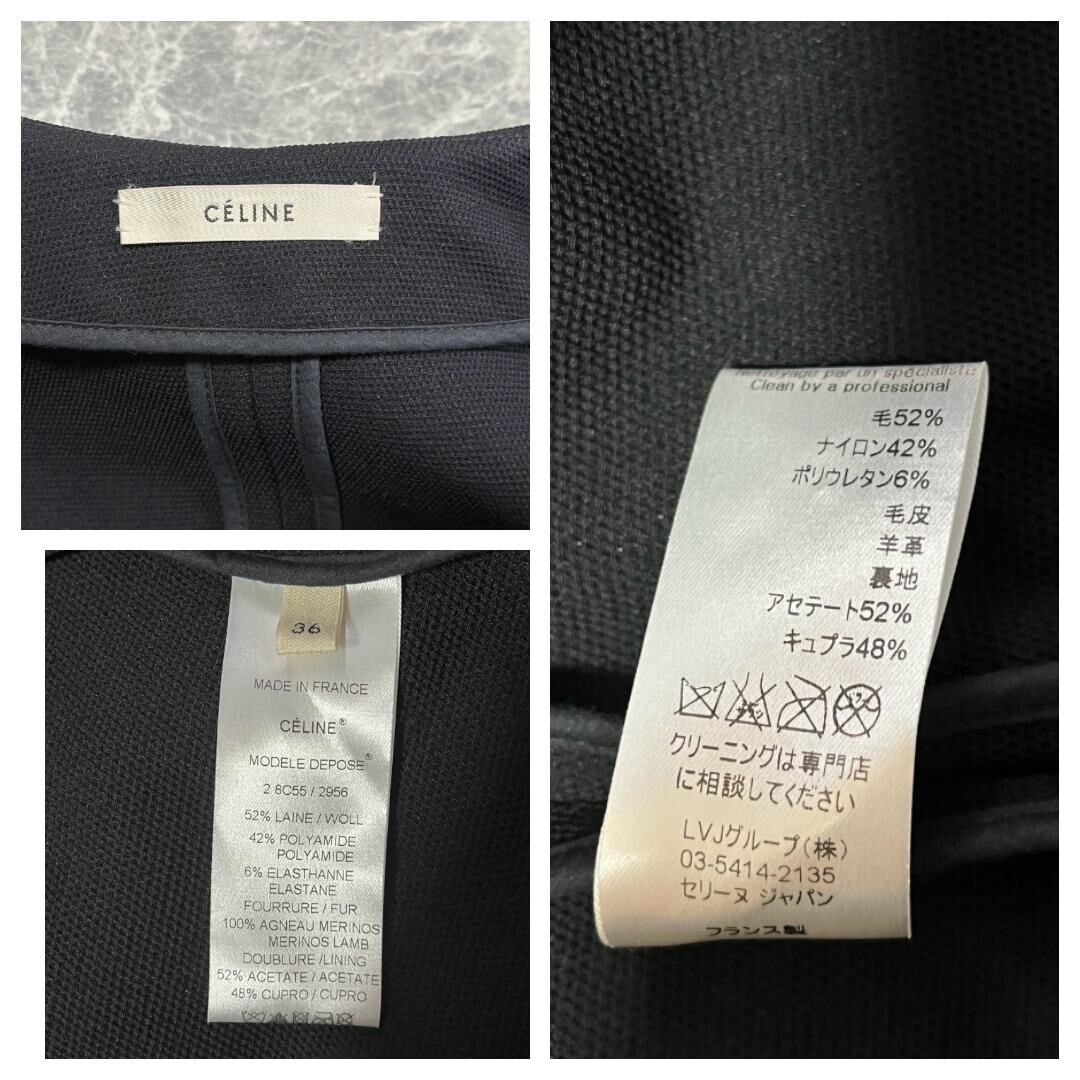 CÉLINE
36
MADE IN FRANCE
CÉLINE®
MODELE DEPOSE®
2 8C55 / 2956
52% LAINE / WOLL
42% POLYAMIDE
POLYAMIDE
6% ELASTHANNE
ELASTANE
FOURRURE / FUR
100% AGNEAU MERINOS
MERINOS LAMB
DOUBLURE /LINING
52% ACETATE / ACETATE
48% CUPRO / CUPRO
Nettoyage par un spécialiste
Clean by a professional
毛52%
ナイロン42%
ポリウレタン6%
毛皮
羊革
裏地
アセテート52%
キュプラ48%
クリーニングは専門店
に相談してください
LVJグループ(株)
03-5414-2135
セリーヌ ジャパン
フランス製